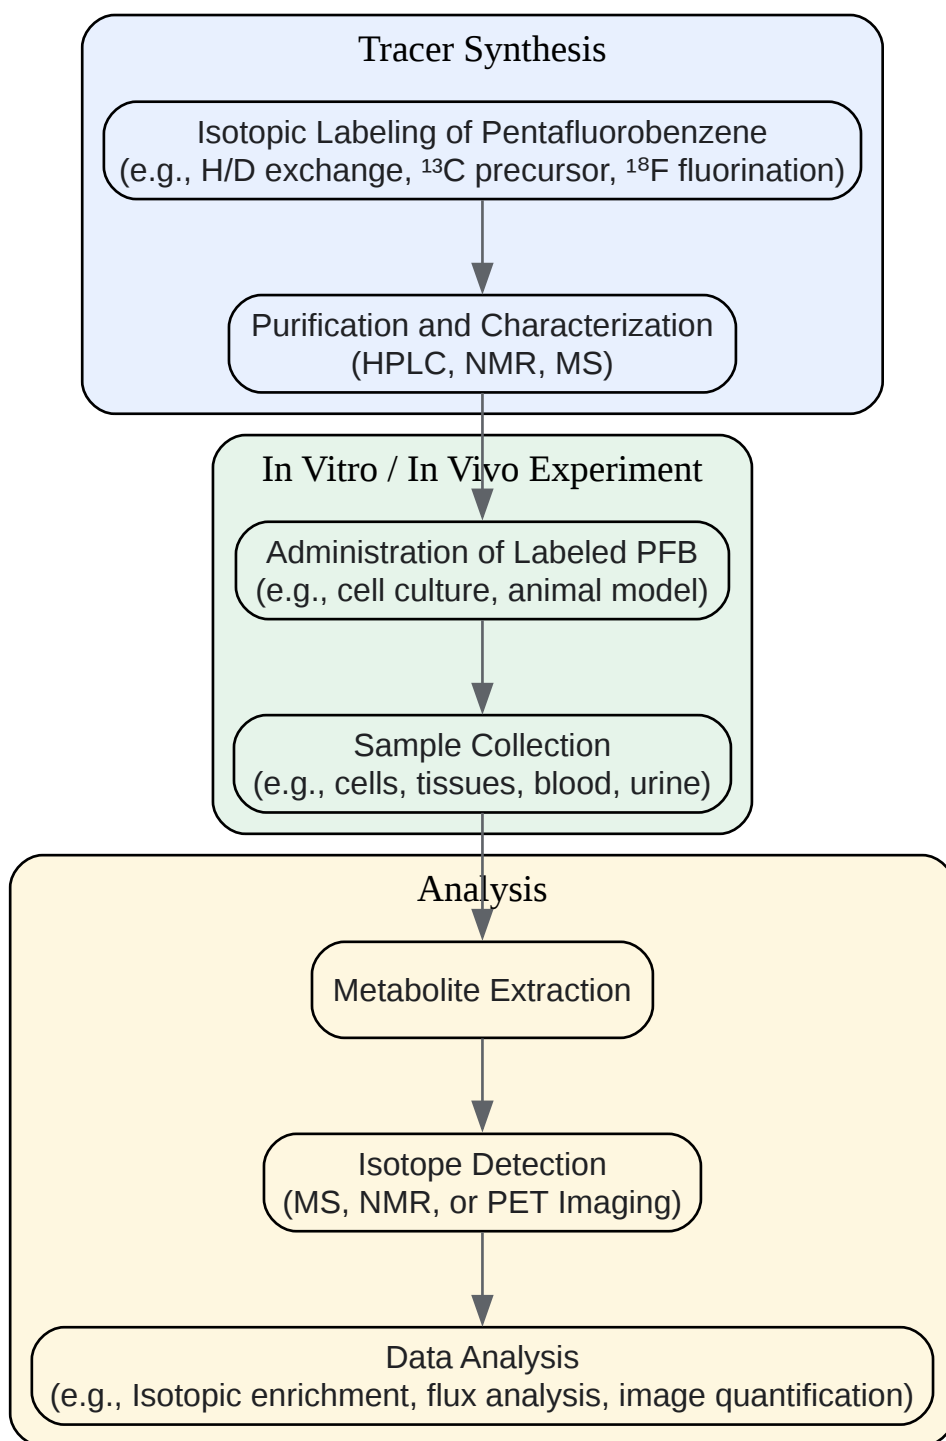 Tracer Synthesis
Isotopic Labeling of Pentafluorobenzene
(e.g., H/D exchange, ¹³C precursor, ¹⁸F fluorination)
Purification and Characterization
(HPLC, NMR, MS)
In Vitro / In Vivo Experiment
Administration of Labeled PFB
(e.g., cell culture, animal model)
Sample Collection
(e.g., cells, tissues, blood, urine)
Analysis
Metabolite Extraction
Isotope Detection
(MS, NMR, or PET Imaging)
Data Analysis
(e.g., Isotopic enrichment, flux analysis, image quantification)